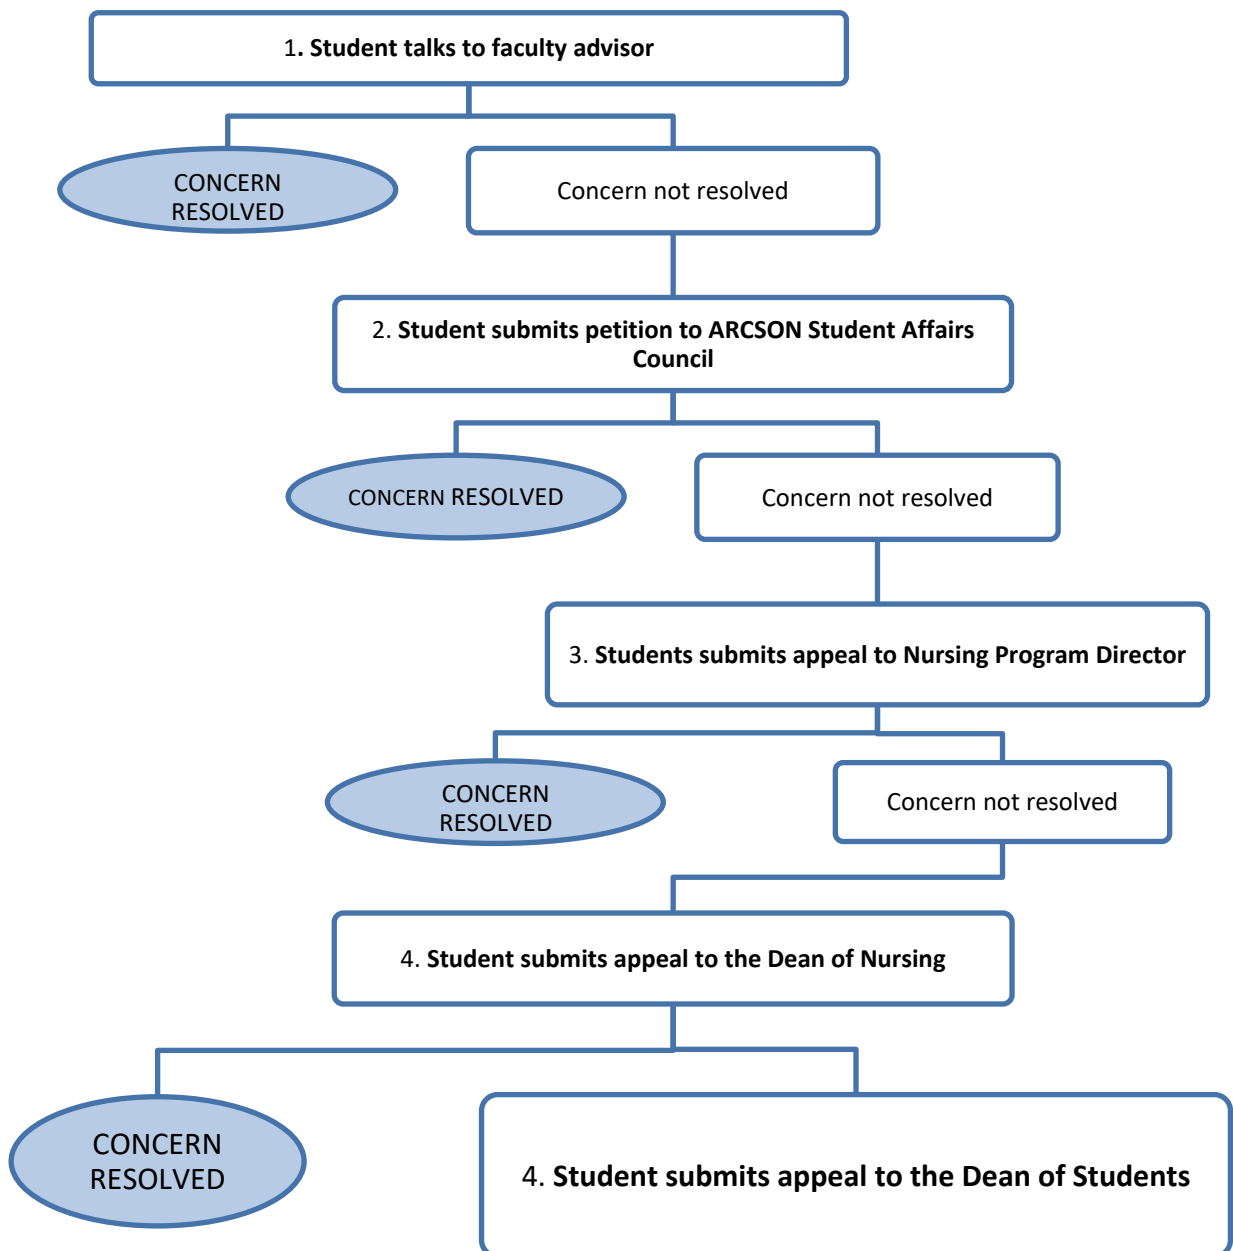 1. Student talks to faculty advisor
CONCERN
RESOLVED
Concern not resolved
2. Student submits petition to ARCSON Student Affairs
Council
CONCERN RESOLVED
Concern not resolved
3. Students submits appeal to Nursing Program Director
CONCERN
RESOLVED
Concern not resolved
4. Student submits appeal to the Dean of Nursing
CONCERN
RESOLVED
4. Student submits appeal to the Dean of Students